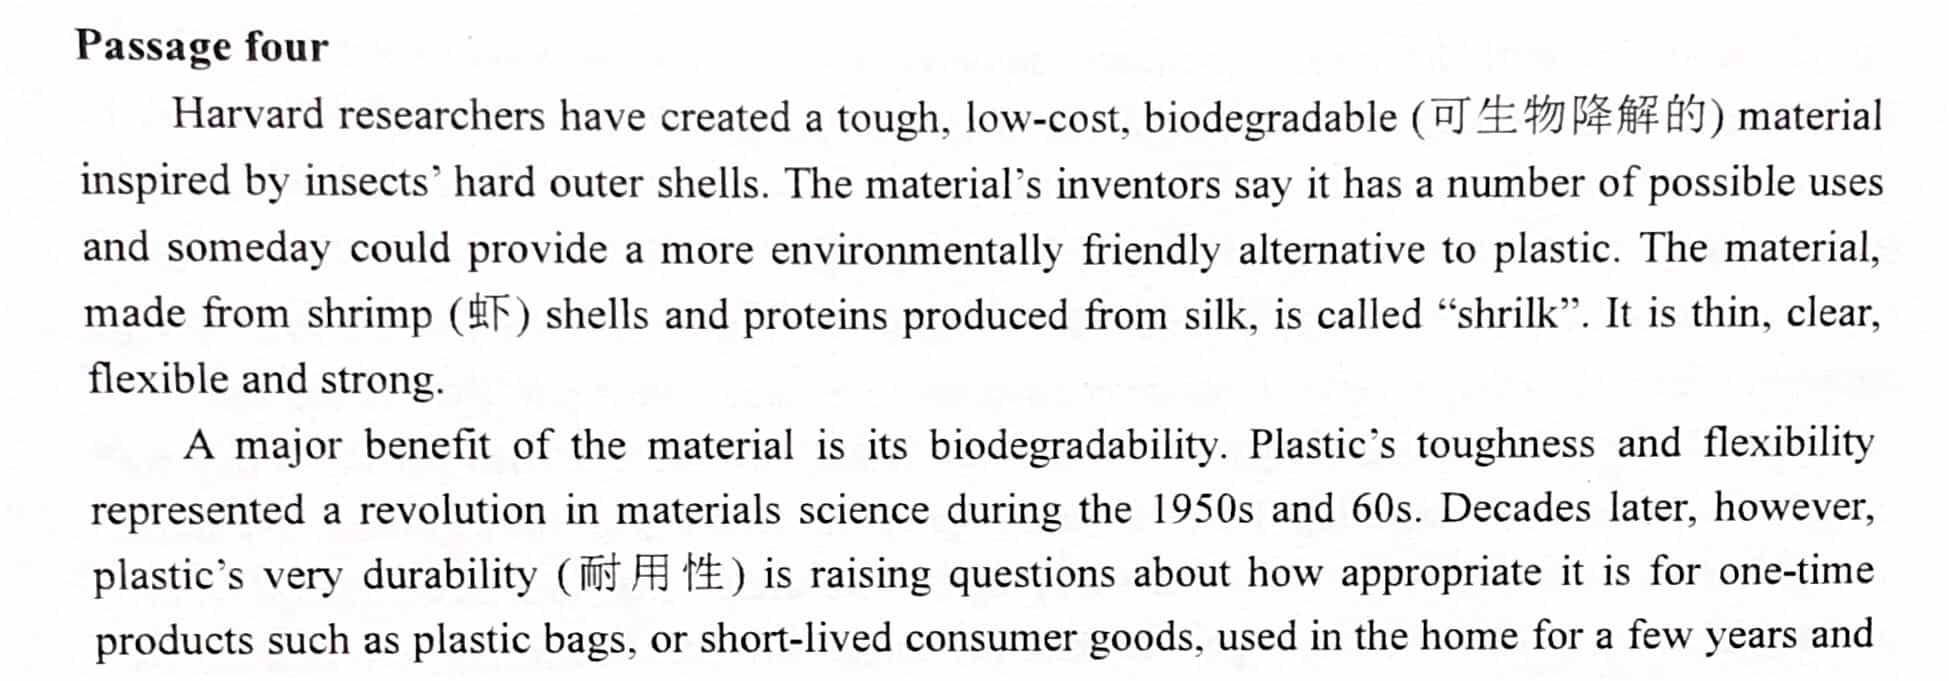 Passage four
Harvard researchers have created a tough, low-cost, biodegradable (可生物降解的) material
inspired by insects’ hard outer shells. The material’s inventors say it has a number of possible uses
and someday could provide a more environmentally friendly alternative to plastic. The material,
made from shrimp (虾) shells and proteins produced from silk, is called “shrilk”. It is thin, clear,
flexible and strong.
A major benefit of the material is its biodegradability. Plastic’s toughness and flexibility
represented a revolution in materials science during the 1950s and 60s. Decades later, however,
plastic’s very durability (耐用性) is raising questions about how appropriate it is for one-time
products such as plastic bags, or short-lived consumer goods, used in the home for a few years and